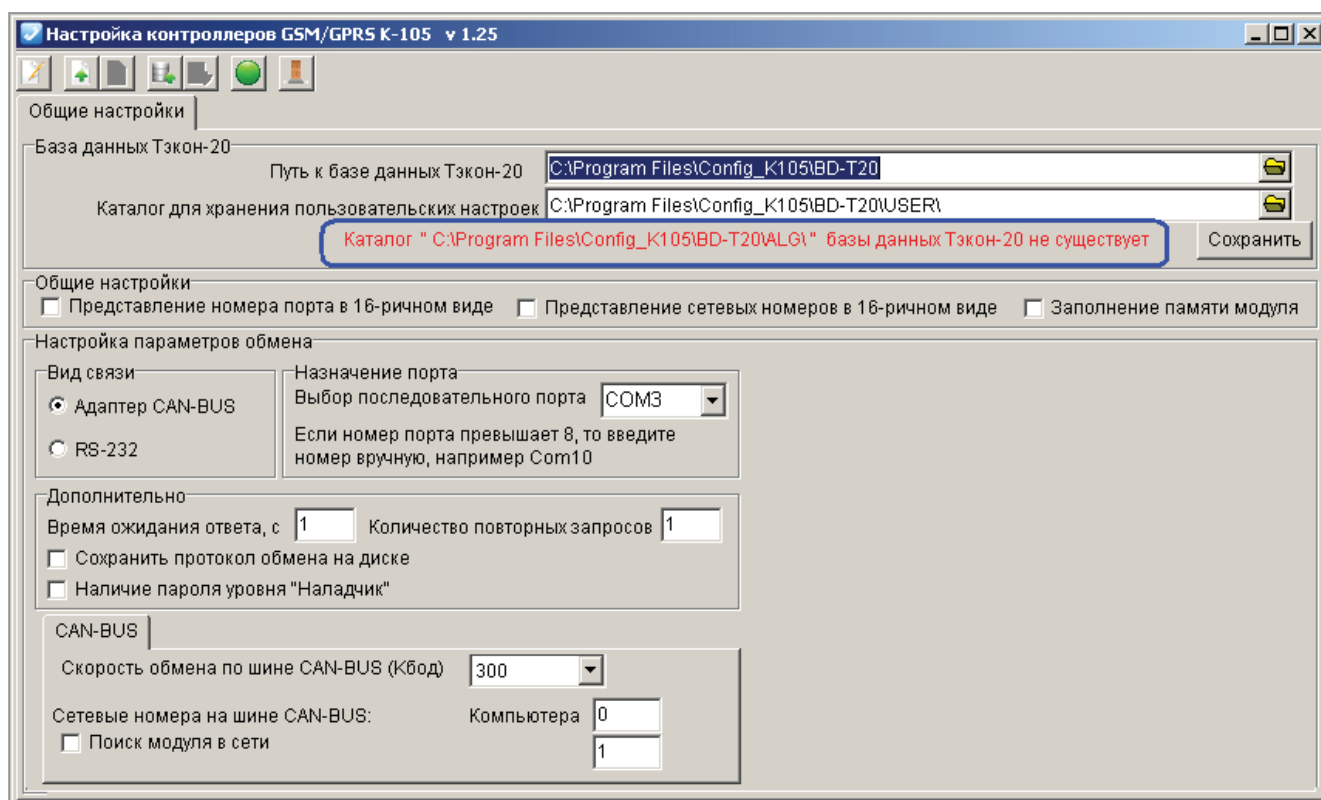 Настройка контроллеров GSM/GPRS K-105 v 1.25
Общие настройки
База данных Тэкон-20
Путь к базе данных Тэкон-20 C:\Program Files\Config_K105\BD-T20
Каталог для хранения пользовательских настроек C:\Program Files\Config_K105\BD-T20\USER\
Каталог " C:\Program Files\Config_K105\BD-T20\ALG\ " базы данных Тэкон-20 не существует Сохранить
Общие настройки
Представление номера порта в 16-ричном виде Представление сетевых номеров в 16-ричном виде Заполнение памяти модуля
Настройка параметров обмена
Вид связи Назначение порта
Адаптер CAN-BUS Выбор последовательного порта COM3
RS-232 Если номер порта превышает 8, то введите
номер вручную, например Com10
Дополнительно
Время ожидания ответа, с 1 Количество повторных запросов 1
Сохранить протокол обмена на диске
Наличие пароля уровня "Наладчик"
CAN-BUS
Скорость обмена по шине CAN-BUS (Кбод) 300
Сетевые номера на шине CAN-BUS: Компьютера 0
Поиск модуля в сети 1